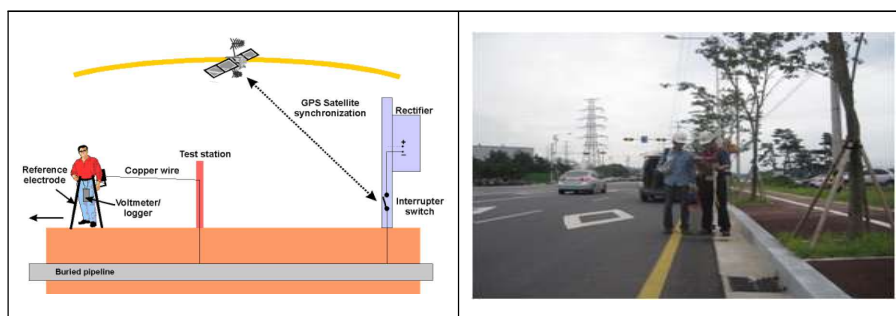 GPS Satellite
synchronization
Rectifier
+
–
Test station
Reference
electrode
Copper wire
Voltmeter/
logger
Interrupter
switch
Buried pipeline